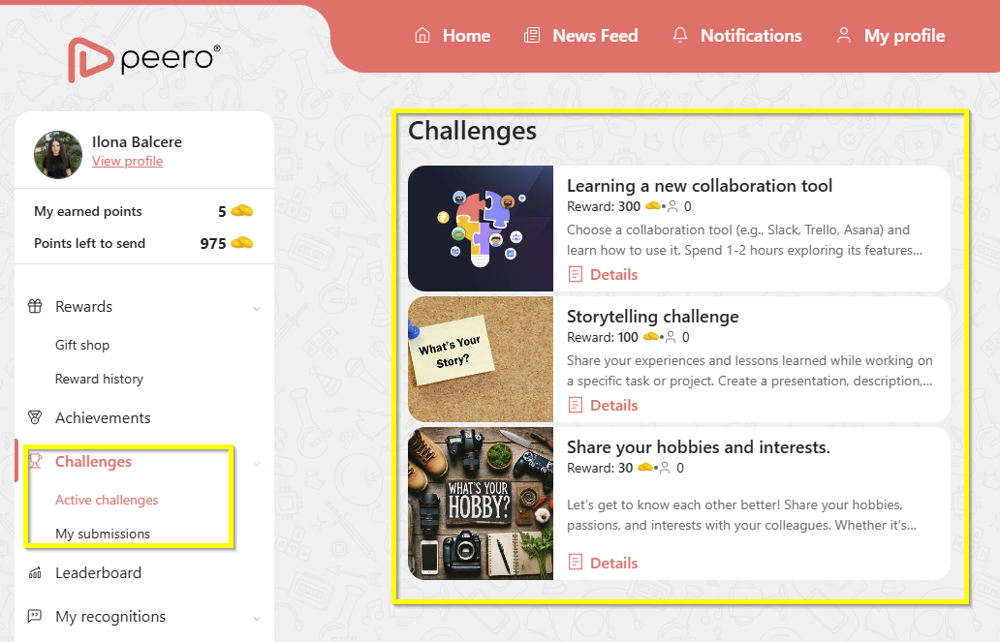 peero®
Home
News Feed
Notifications
My profile
Ilona Balcere
View profile
My earned points 5
Points left to send 975
Rewards
Gift shop
Reward history
Achievements
Challenges
Active challenges
My submissions
Leaderboard
My recognitions
Challenges
Learning a new collaboration tool
Reward: 300 • 0
Choose a collaboration tool (e.g., Slack, Trello, Asana) and
learn how to use it. Spend 1-2 hours exploring its features...
Details
What's Your
Story?
Storytelling challenge
Reward: 100 • 0
Share your experiences and lessons learned while working on
a specific task or project. Create a presentation, description,...
Details
WHAT'S YOUR
HOBBY?
Share your hobbies and interests.
Reward: 30 • 0
Let's get to know each other better! Share your hobbies,
passions, and interests with your colleagues. Whether it's...
Details